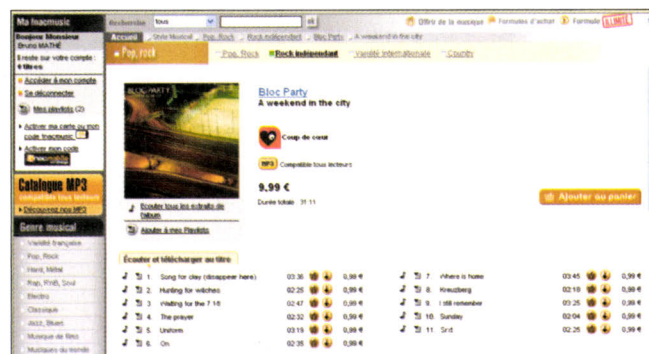 Ma fnacmusic
Recherche tous ok
Offrir de la musique Formules d'achat Formule ILLIMITÉ
Bonjour Monsieur
Bruno MATHÉ
Il reste sur votre compte :
4 titres
Accéder à mon compte
Se déconnecter
Mes playlists (2)
Activer ma carte ou mon
code fnacmusic
Activer mon code
Catalogue MP3
compatible tous lecteurs
Découvrez nos MP3
Genre musical
Variété française
Pop, Rock
Hard, Métal
Rap, R'n'B, Soul
Electro
Classique
Jazz, Blues
Musique de films
Musiques du monde
Accueil Style Musical Pop, Rock Rock indépendant Bloc Party A weekend in the city
Pop, rock
Pop, Rock Rock indépendant Variété internationale Country
BLOC PARTY
Bloc Party
A weekend in the city
Coup de cœur
MP3 Compatible tous lecteurs
9,99 €
Durée totale 31:11
Ajouter au panier
Ecouter tous les extraits de
l'album
Ajouter à mes Playlists
Écouter et télécharger au titre
1. Song for clay (disappear here) 03:36 0,99 €
2. Hunting for witches 02:25 0,99 €
3. Waiting for the 7 18 02:47 0,99 €
4. The prayer 02:32 0,99 €
5. Uniform 03:19 0,99 €
6. On 02:35 0,99 €
7. Where is home 03:45 0,99 €
8. Kreuzberg 02:18 0,99 €
9. I still remember 03:25 0,99 €
10. Sunday 02:04 0,99 €
11. Srxt 02:25 0,99 €